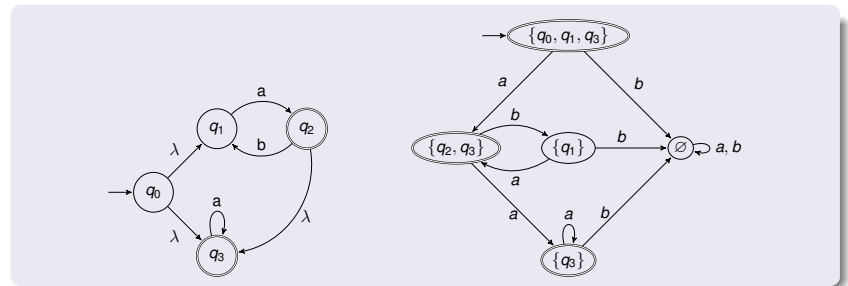 {q0, q1, q3}
a
b
a
q1
q2
b
b
b
{q2, q3}
{q1}
∅
a, b
a
λ
q0
a
λ
λ
a
a
b
q3
{q3}